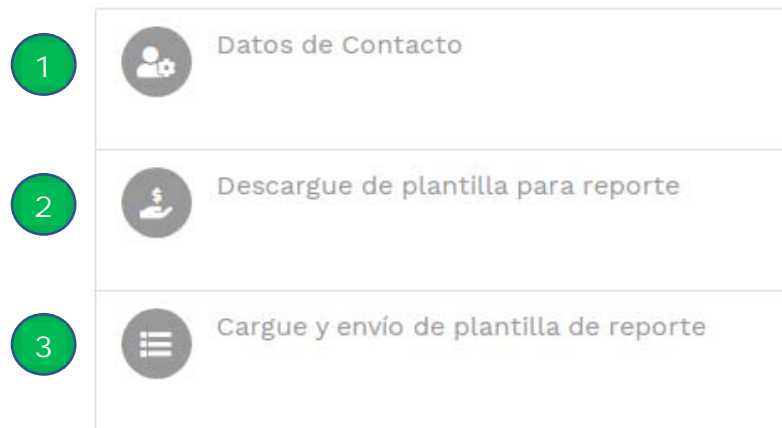 1
Datos de Contacto
2
Descargue de plantilla para reporte
3
Cargue y envío de plantilla de reporte